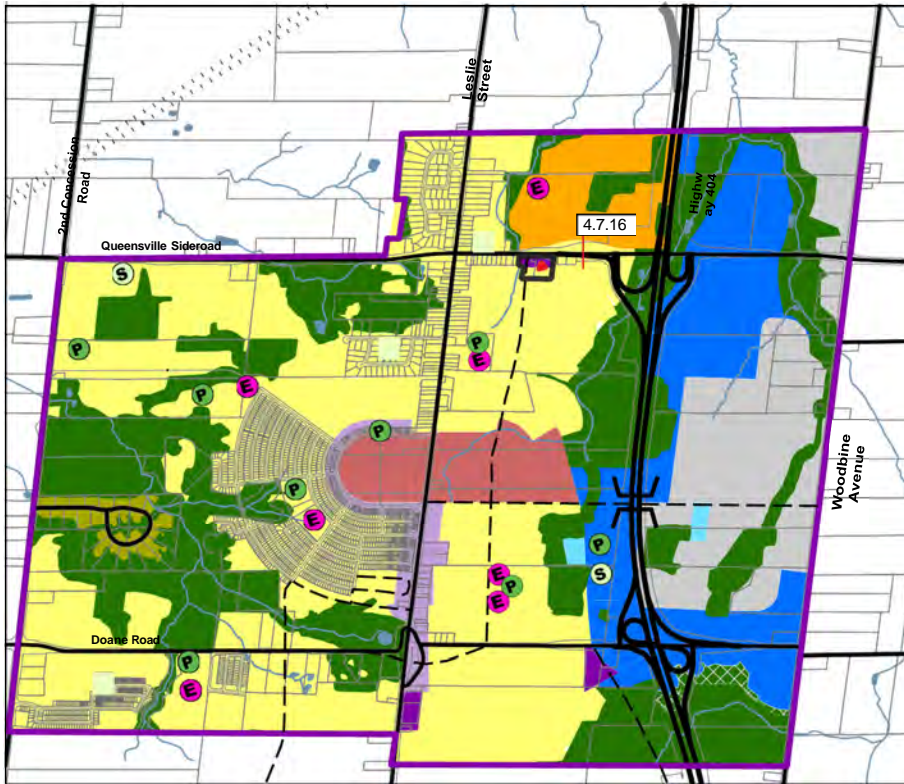 Leslie
Street
2nd Concession
Road
Highw
ay 404
E
4.7.16
Queensville Sideroad
S
P
P
E
P
E
P
P
Woodbine
Avenue
P
E
P
S
E
P
E
Doane Road
P
E